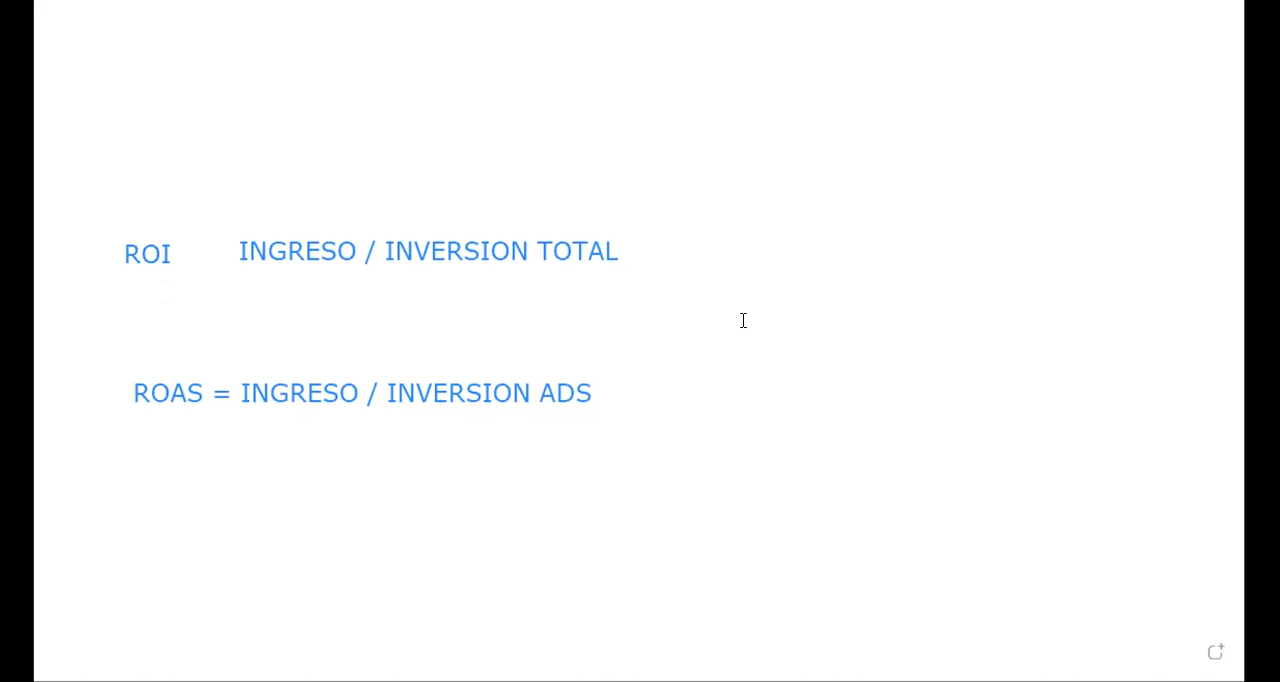 ROI INGRESO / INVERSION TOTAL
ROAS = INGRESO / INVERSION ADS